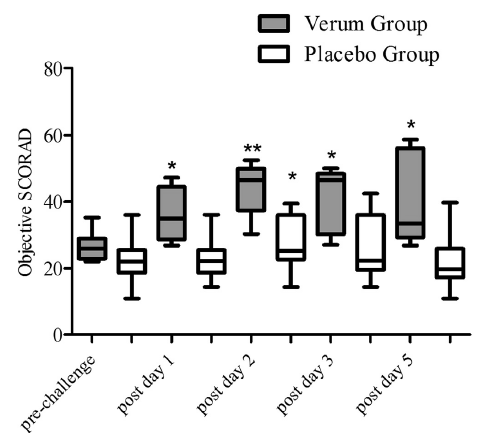 Verum Group
Placebo Group
Objective SCORAD
80
60
40
20
0
*
**
*
*
*
pre-challenge
post day 1
post day 2
post day 3
post day 5